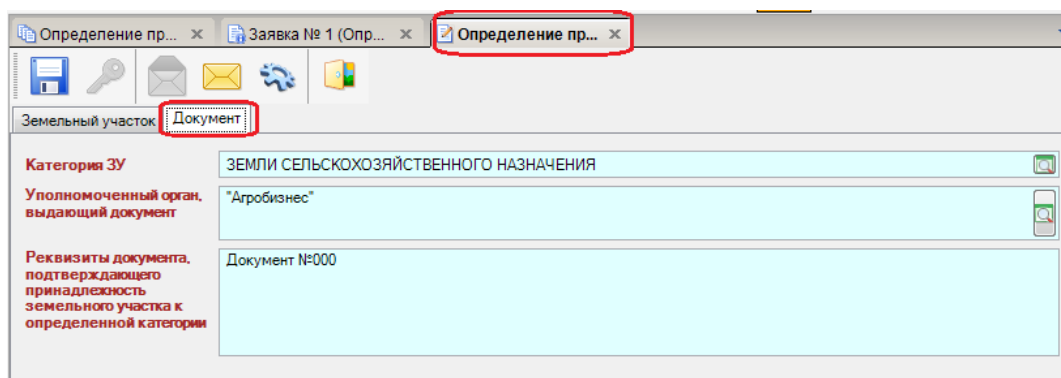 Определение пр...
Заявка № 1 (Опр...
Определение пр...
Земельный участок
Документ
Категория ЗУ
ЗЕМЛИ СЕЛЬСКОХОЗЯЙСТВЕННОГО НАЗНАЧЕНИЯ
Уполномоченный орган,
выдающий документ
"Агробизнес"
Реквизиты документа,
подтверждающего
принадлежность
земельного участка к
определенной категории
Документ №000